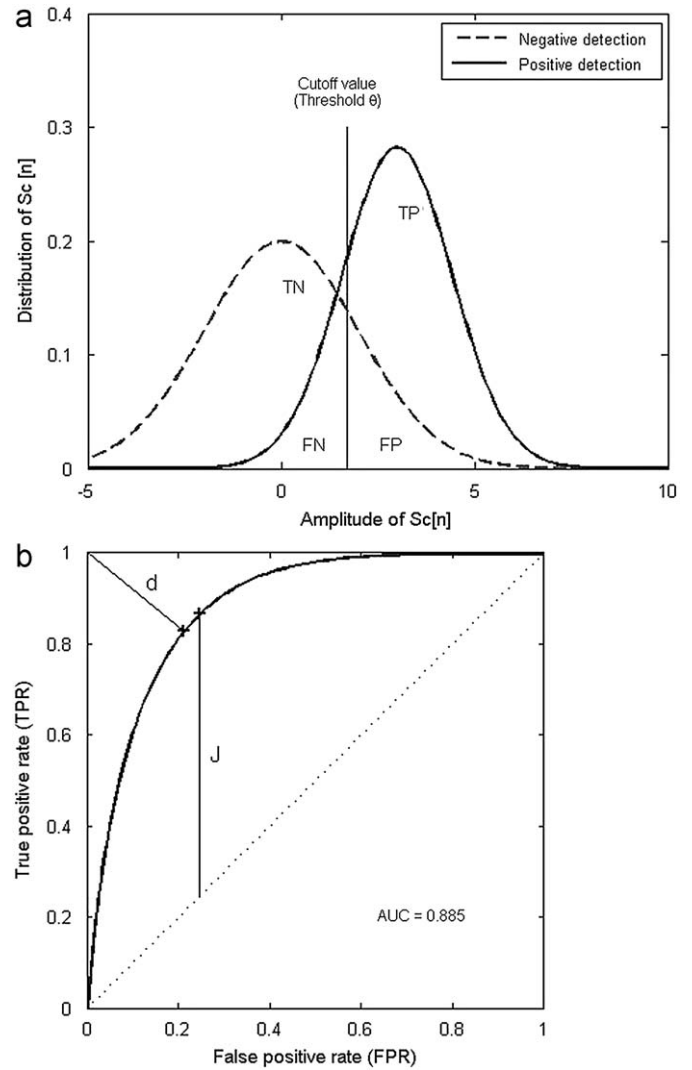 a
0.4
Negative detection
Positive detection
Cutoff value
(Threshold θ)
0.3
TP
Distribution of Sc [n]
0.2
TN
0.1
FN FP
0
-5 0 5 10
Amplitude of Sc[n]
b
1
d
0.8
J
0.6
True positive rate (TPR)
0.4
0.2
AUC = 0.885
0
0 0.2 0.4 0.6 0.8 1
False positive rate (FPR)